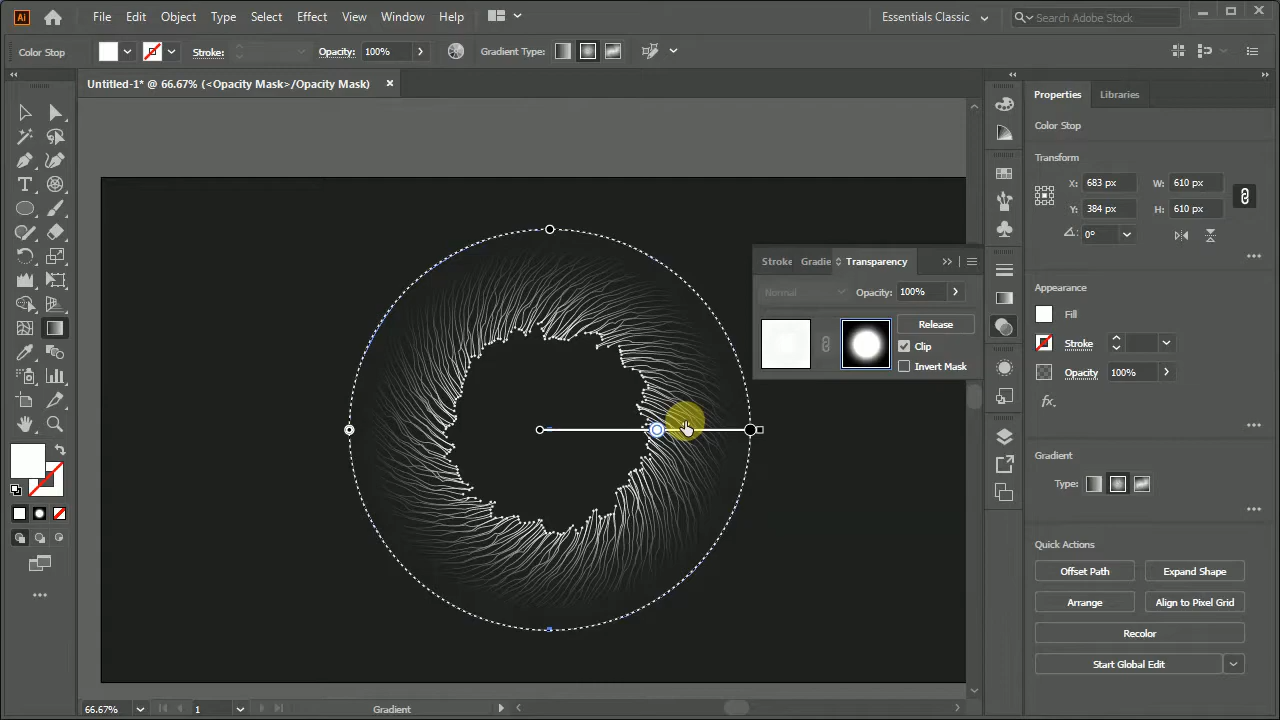 Ai File Edit Object Type Select Effect View Window Help Essentials Classic Search Adobe Stock
Color Stop Stroke: Opacity: 100% Gradient Type:
Untitled-1* @ 66.67% (<Opacity Mask>/Opacity Mask)
Properties Libraries
Color Stop
Transform
X: 683 px W: 610 px
Y: 384 px H: 610 px
0°
Stroke Gradie Transparency
Normal Opacity: 100%
Release
Clip
Invert Mask
Appearance
Fill
Stroke
Opacity 100%
fx.
Gradient
Type:
Quick Actions
Offset Path Expand Shape
Arrange Align to Pixel Grid
Recolor
Start Global Edit
66.67% 1 Gradient